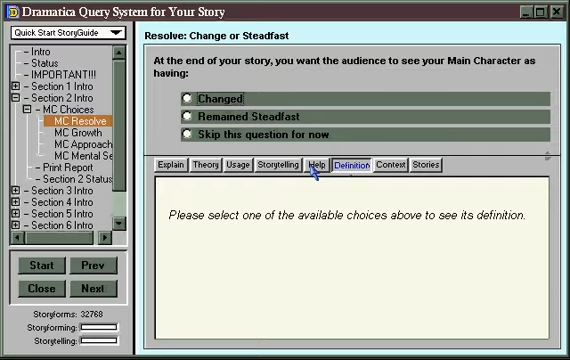 Dramatica Query System for Your Story
Quick Start StoryGuide
Intro
Status
IMPORTANT!!!
Section 1 Intro
Section 2 Intro
MC Choices
MC Resolve
MC Growth
MC Approach
MC Mental Se
Print Report
Section 2 Status
Section 3 Intro
Section 4 Intro
Section 5 Intro
Section 6 Intro
Start Prev
Close Next
Storyforms: 32768
Storyforming:
Storytelling:
Resolve: Change or Steadfast
At the end of your story, you want the audience to see your Main Character as
having:
Changed
Remained Steadfast
Skip this question for now
Explain Theory Usage Storytelling Help Definition Context Stories
Please select one of the available choices above to see its definition.